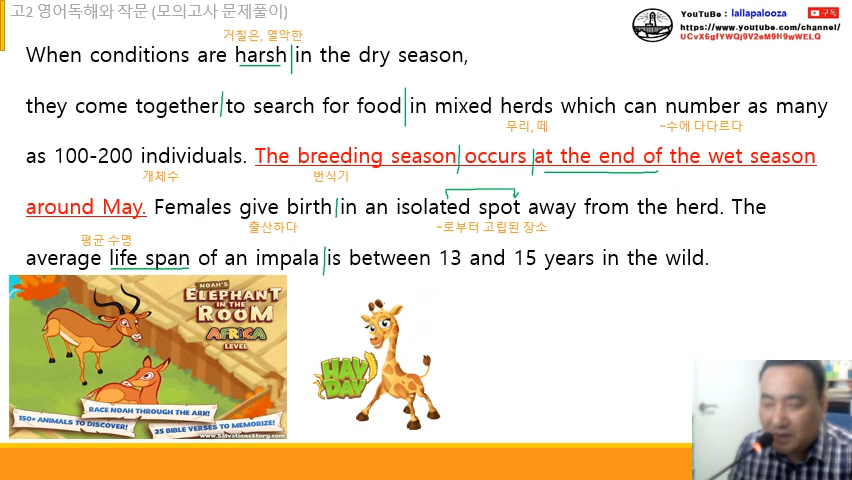 고2 영어독해와 작문 (모의고사 문제풀이)
YouTuBe : lallapalooza
구독
https://www.youtube.com/channel/
UCvX6gfYWQj9V2eM9H9wWELQ
거칠은, 열악한
When conditions are harsh in the dry season,
they come together to search for food in mixed herds which can number as many
무리, 떼
~수에 다다르다
as 100-200 individuals. The breeding season occurs at the end of the wet season
개체수
번식기
around May. Females give birth in an isolated spot away from the herd. The
평균 수명
출산하다
~로부터 고립된 장소
average life span of an impala is between 13 and 15 years in the wild.
NOAH'S
ELEPHANT
IN THE
ROOM
AFRICA
LEVEL
RACE NOAH THROUGH THE ARK!
150+ ANIMALS TO DISCOVER!
25 BIBLE VERSES TO MEMORIZE!
www.SalvationsStory.com
HAY
DAY